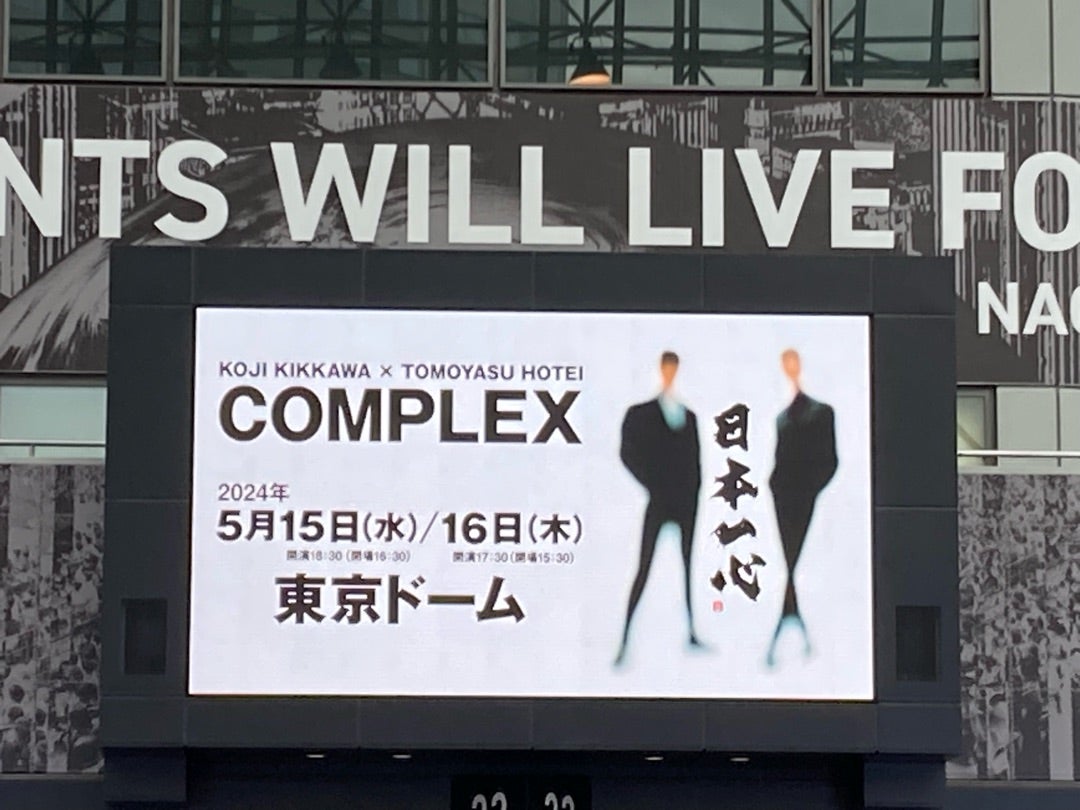 NTS WILL LIVE FO
NAG
KOJI KIKKAWA × TOMOYASU HOTEI
COMPLEX
2024年
5月15日(水)/16日(木)
開演18:30(開場16:30) 開演17:30(開場15:30)
東京ドーム
日本一心
22 22